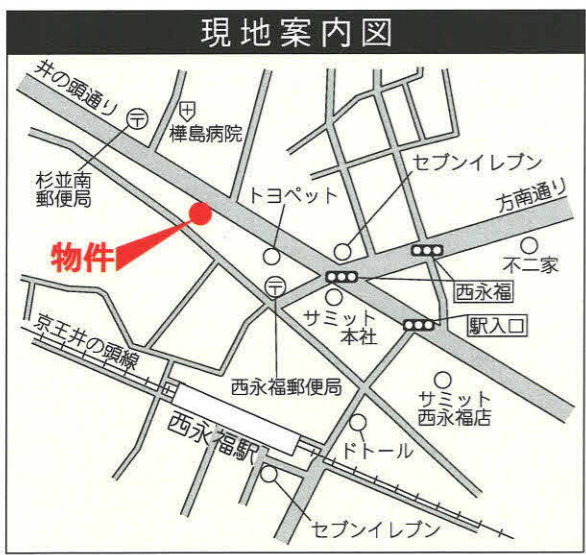 現地案内図
井の頭通り
樺島病院
杉並南
郵便局
トヨペット
セブンイレブン
方南通り
物件
不二家
西永福
サミット
本社
駅入口
京王井の頭線
西永福郵便局
サミット
西永福店
西永福駅
ドトール
セブンイレブン